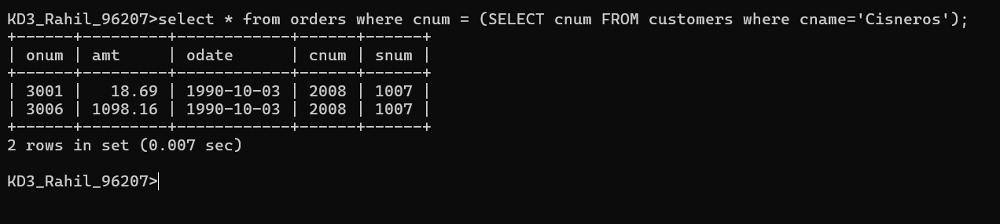 KD3_Rahil_96207>select * from orders where cnum = (SELECT cnum FROM customers where cname='Cisneros');
+------+---------+------------+------+------+
| onum | amt     | odate      | cnum | snum |
+------+---------+------------+------+------+
| 3001 |   18.69 | 1990-10-03 | 2008 | 1007 |
| 3006 | 1098.16 | 1990-10-03 | 2008 | 1007 |
+------+---------+------------+------+------+
2 rows in set (0.007 sec)
KD3_Rahil_96207>